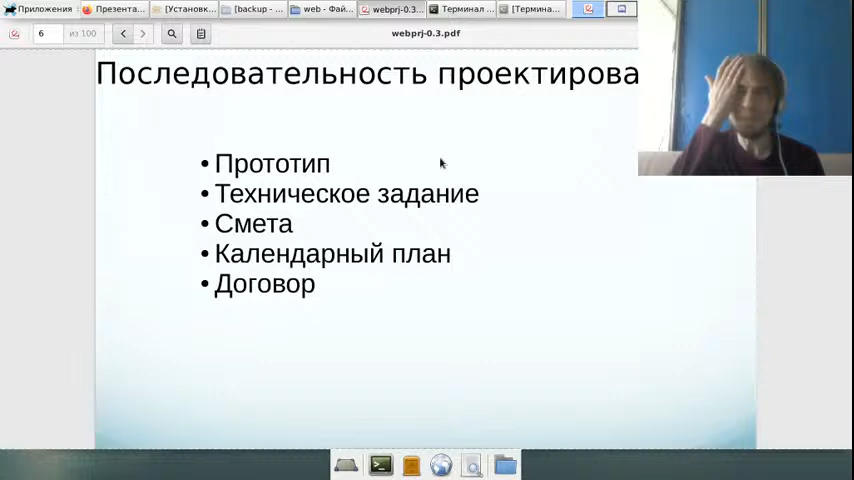 Приложения
Презента...
[Установк...
[backup - ...
web - Фай...
webprj-0.3...
Терминал ...
[Термина...
6
из 100
webprj-0.3.pdf
Последовательность проектирова
• Прототип
• Техническое задание
• Смета
• Календарный план
• Договор